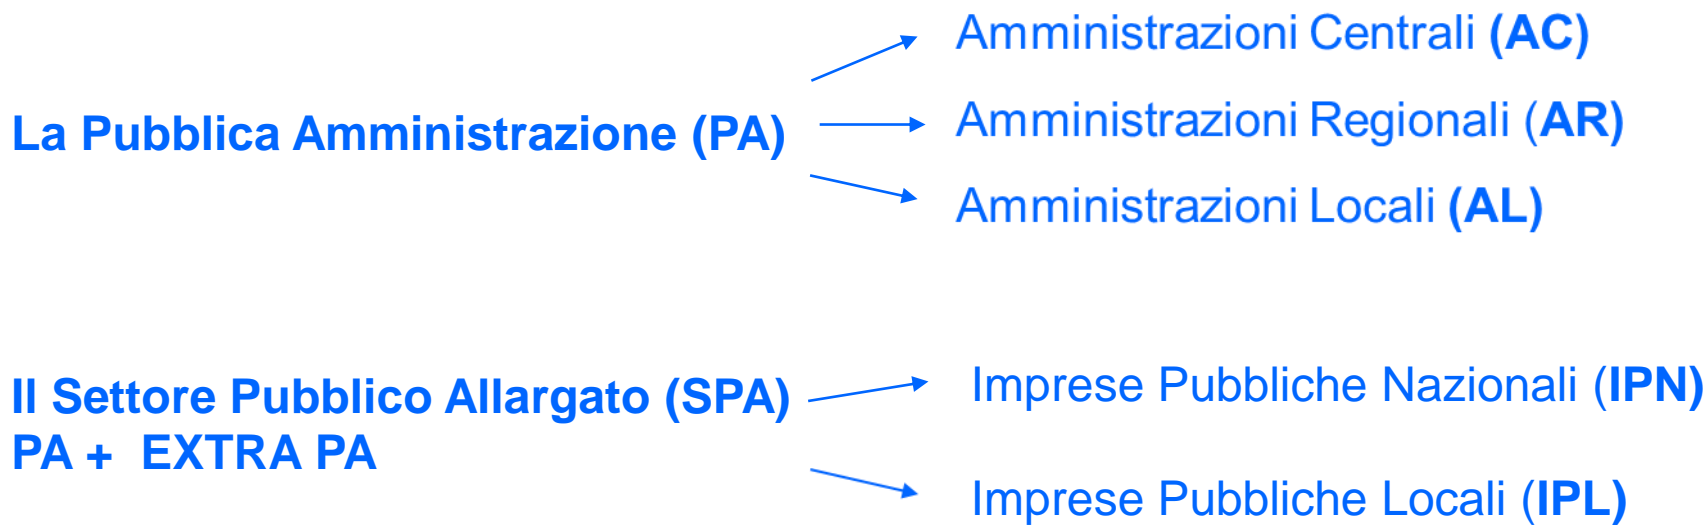 Amministrazioni Centrali (AC)
La Pubblica Amministrazione (PA)
Amministrazioni Regionali (AR)
Amministrazioni Locali (AL)
Il Settore Pubblico Allargato (SPA)
PA + EXTRA PA
Imprese Pubbliche Nazionali (IPN)
Imprese Pubbliche Locali (IPL)